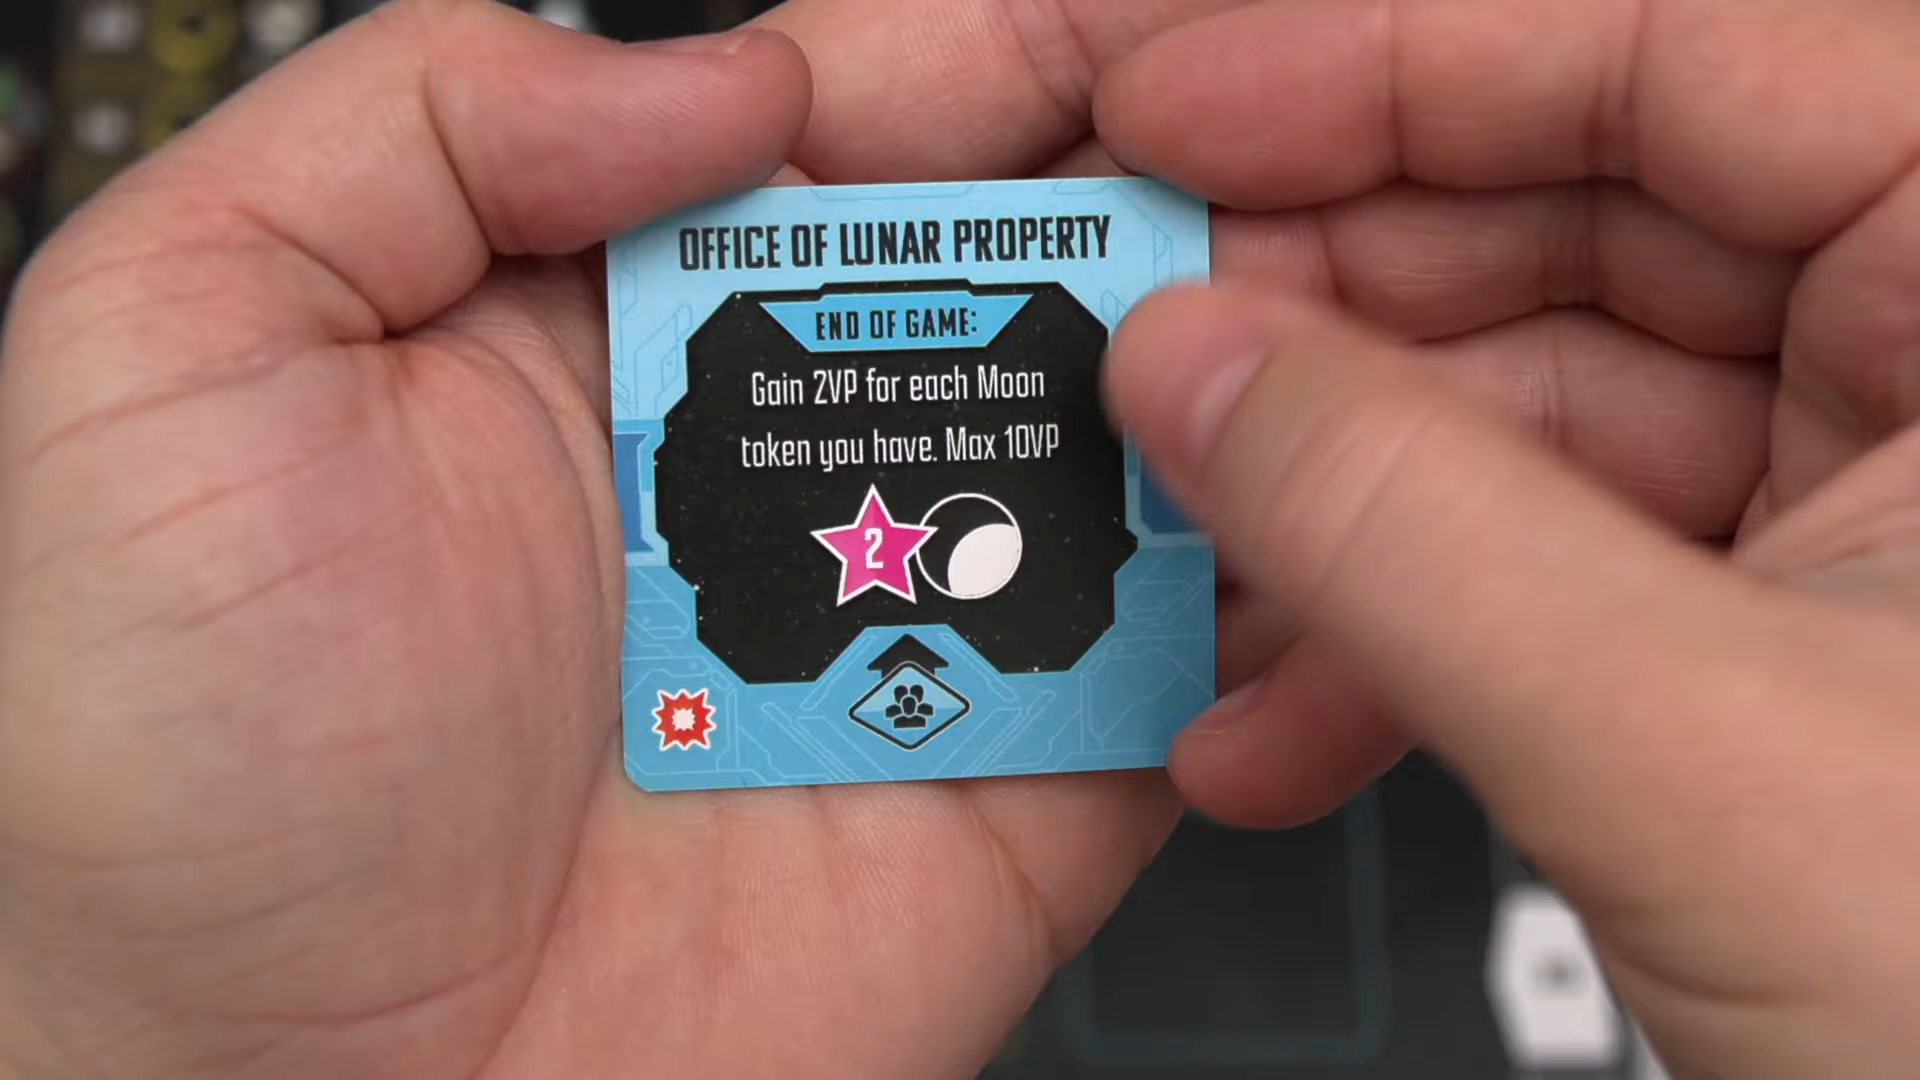 OFFICE OF LUNAR PROPERTY
END OF GAME:
Gain 2VP for each Moon
token you have. Max 10VP
2